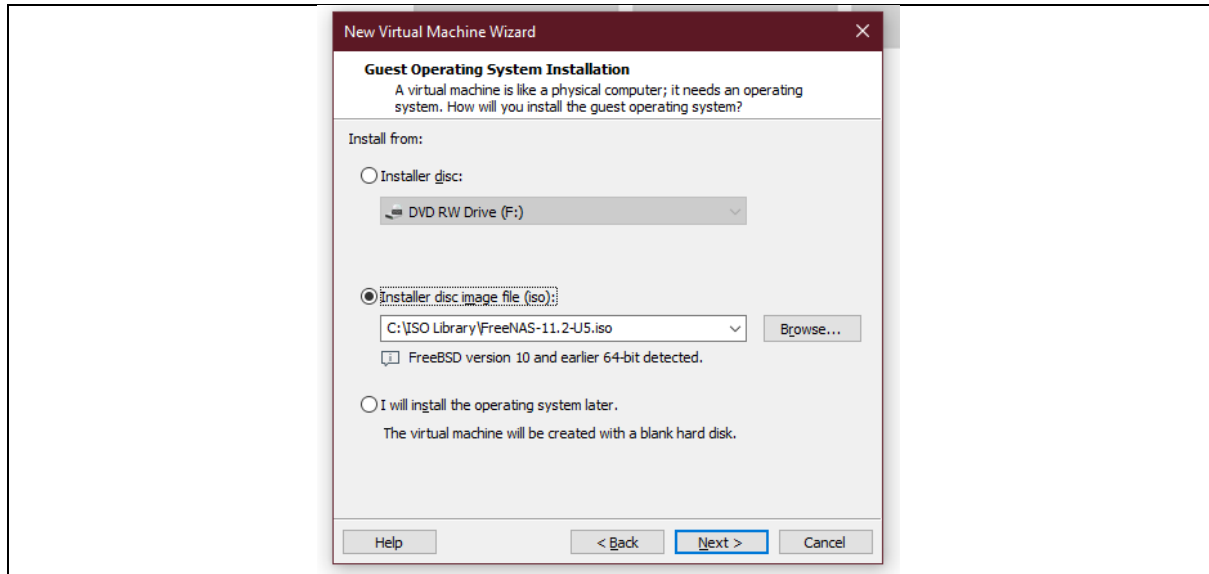 New Virtual Machine Wizard
Guest Operating System Installation
A virtual machine is like a physical computer; it needs an operating
system. How will you install the guest operating system?
Install from:
Installer disc:
DVD RW Drive (F:)
Installer disc image file (iso):
C:\ISO Library\FreeNAS-11.2-U5.iso
Browse...
FreeBSD version 10 and earlier 64-bit detected.
I will install the operating system later.
The virtual machine will be created with a blank hard disk.
Help
< Back
Next >
Cancel